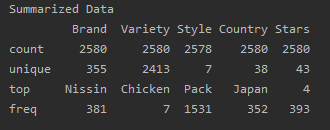 Summarized Data
Brand Variety Style Country Stars
count 2580 2580 2578 2580 2580
unique 355 2413 7 38 43
top Nissin Chicken Pack Japan 4
freq 381 7 1531 352 393